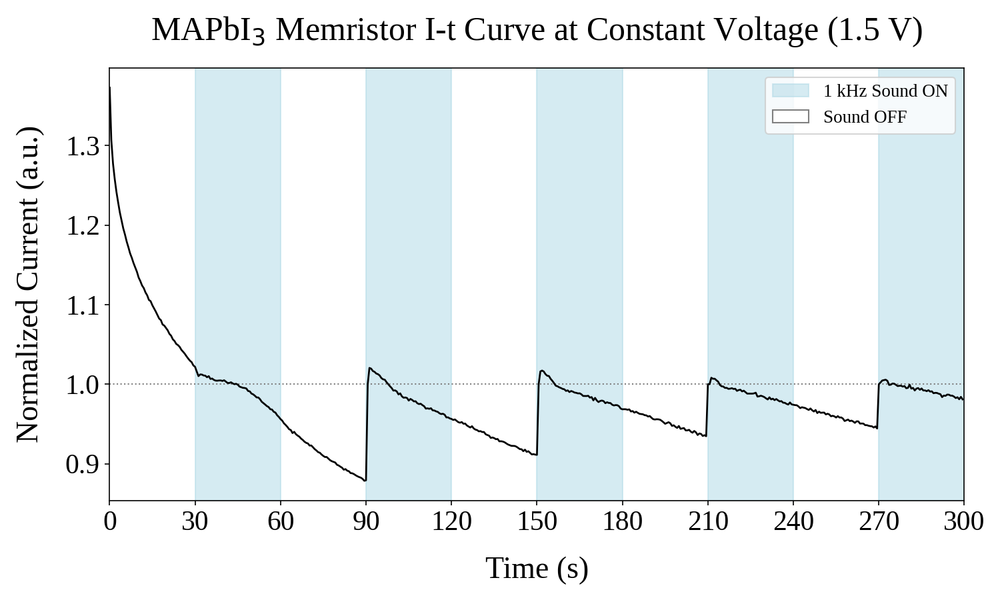 MAPbI₃ Memristor I-t Curve at Constant Voltage (1.5 V)
1 kHz Sound ON
Sound OFF
Normalized Current (a.u.)
1.3
1.2
1.1
1.0
0.9
0 30 60 90 120 150 180 210 240 270 300
Time (s)